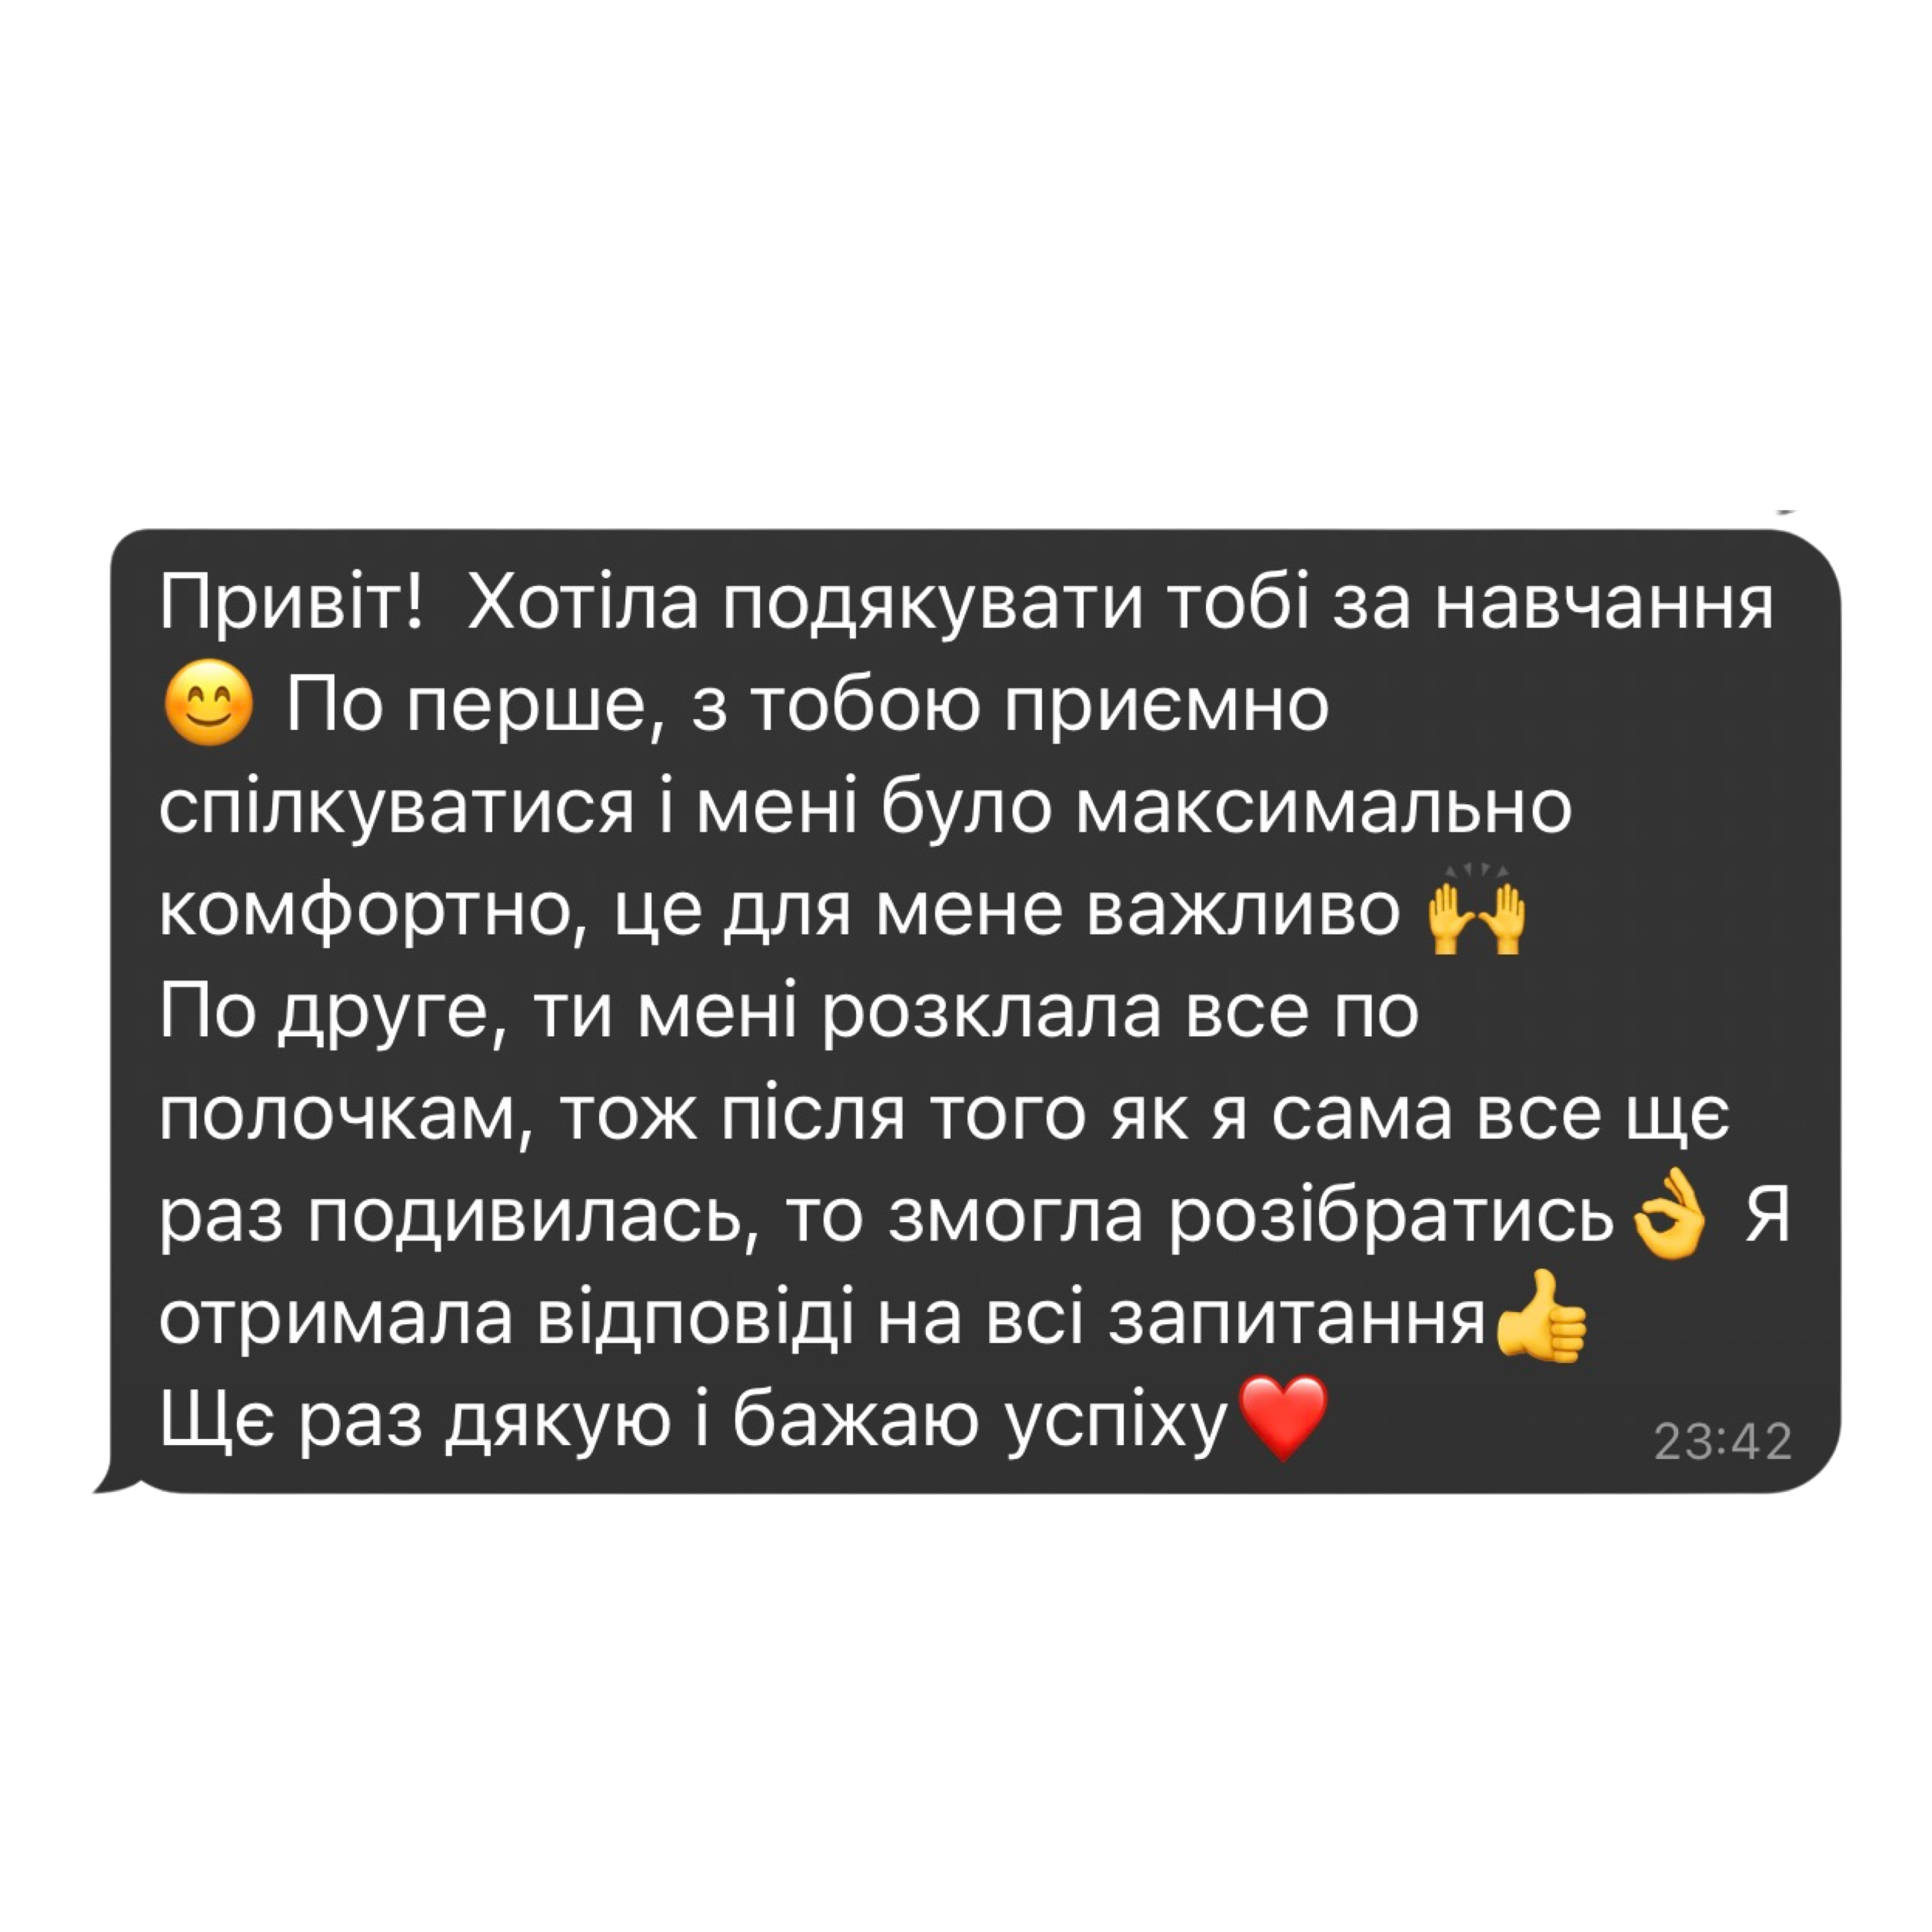 Привіт!  Хотіла подякувати тобі за навчання
😊 По перше, з тобою приємно
спілкуватися і мені було максимально
комфортно, це для мене важливо 🙌
По друге, ти мені розклала все по
полочкам, тож після того як я сама все щє
раз подивилась, то змогла розібратись👌 Я
отримала відповіді на всі запитання👍
Щє раз дякую і бажаю успіху❤️
23:42